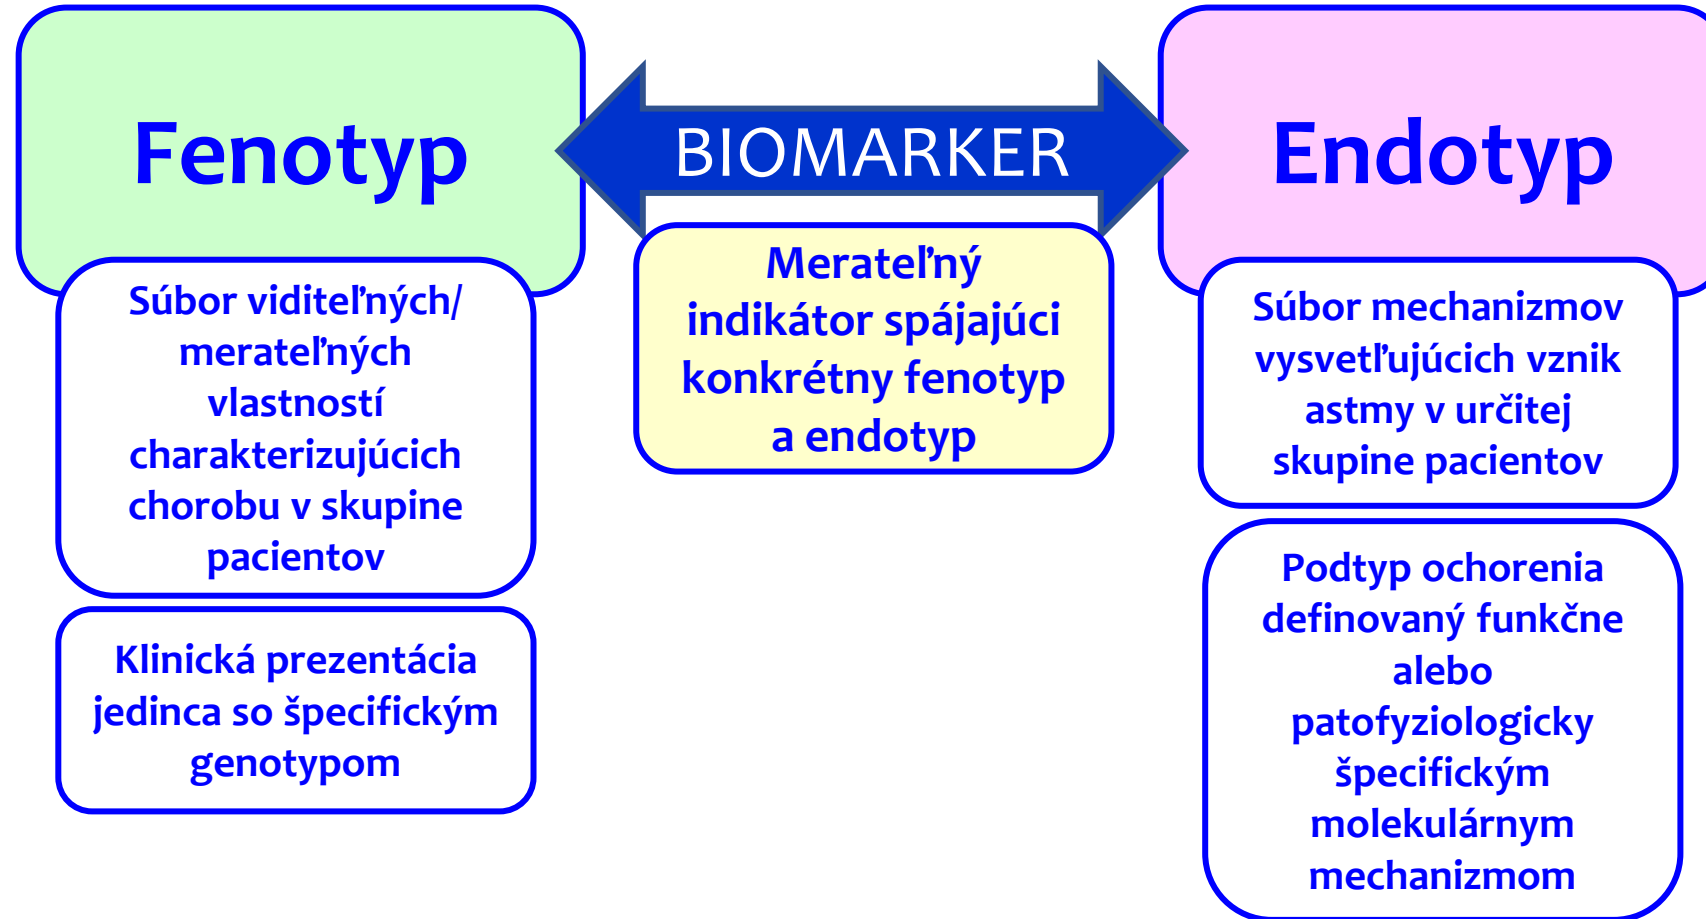 Fenotyp
Súbor viditeľných/
merateľných
vlastností
charakterizujúcich
chorobu v skupine
pacientov
Klinická prezentácia
jedinca so špecifickým
genotypom
BIOMARKER
Merateľný
indikátor spájajúci
konkrétny fenotyp
a endotyp
Endotyp
Súbor mechanizmov
vysvetľujúcich vznik
astmy v určitej
skupine pacientov
Podtyp ochorenia
definovaný funkčne
alebo
patofyziologicky
špecifickým
molekulárnym
mechanizmom